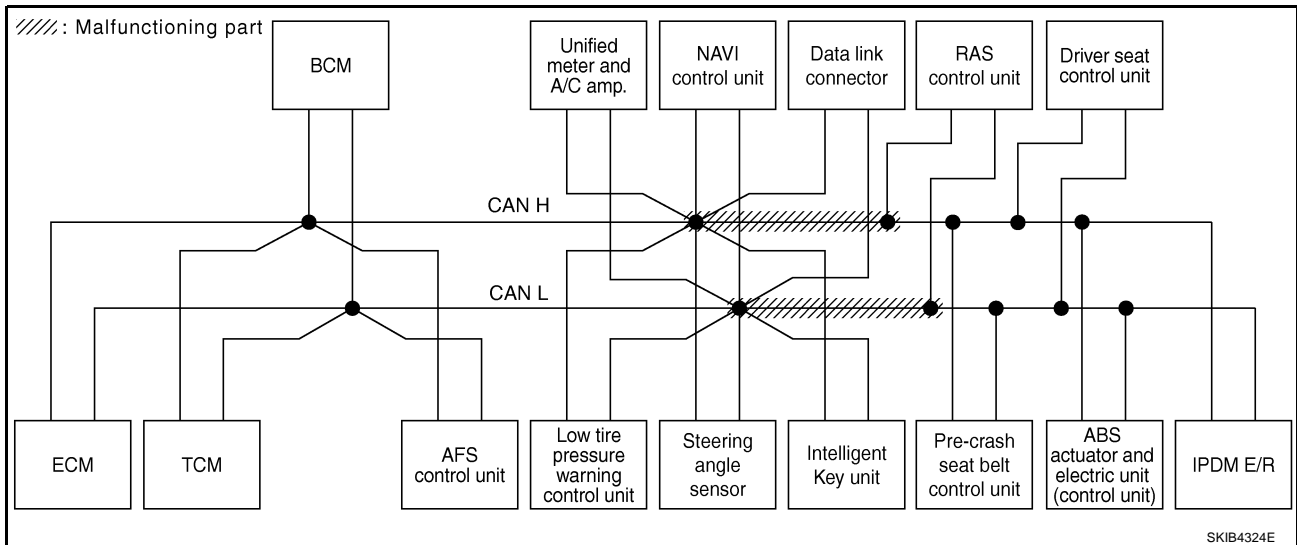 : Malfunctioning part
BCM
Unified
meter and
A/C amp.
NAVI
control unit
Data link
connector
RAS
control unit
Driver seat
control unit
CAN H
CAN L
ECM
TCM
AFS
control unit
Low tire
pressure
warning
control unit
Steering
angle
sensor
Intelligent
Key unit
Pre-crash
seat belt
control unit
ABS
actuator and
electric unit
(control unit)
IPDM E/R
SKIB4324E